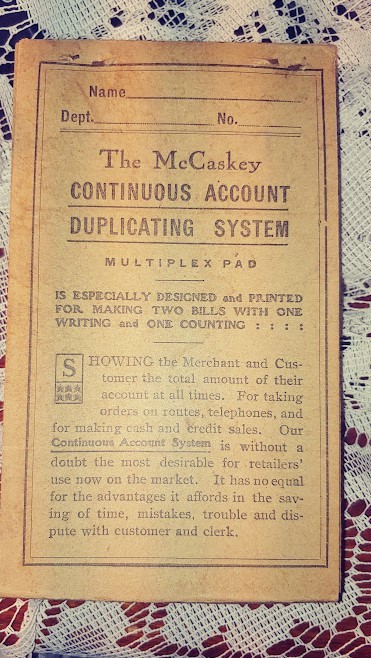 Name
Dept. No.
The McCaskey
CONTINUOUS ACCOUNT
DUPLICATING SYSTEM
MULTIPLEX PAD
IS ESPECIALLY DESIGNED and PRINTED
FOR MAKING TWO BILLS WITH ONE
WRITING and ONE COUNTING : : : :
SHOWING the Merchant and Cus-
tomer the total amount of their
account at all times. For taking
orders on routes, telephones, and
for making cash and credit sales. Our
Continuous Account System is without a
doubt the most desirable for retailers'
use now on the market. It has no equal
for the advantages it affords in the sav-
ing of time, mistakes, trouble and dis-
pute with customer and clerk.